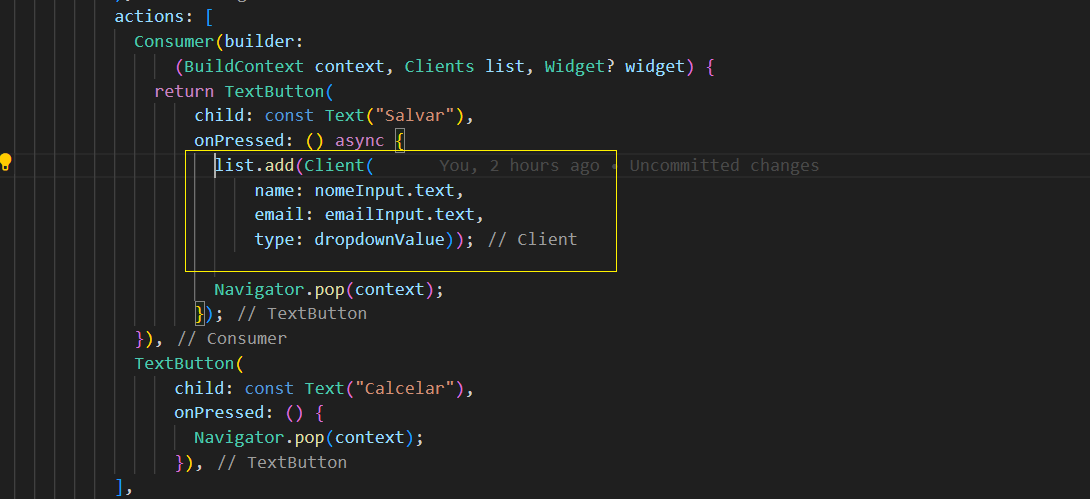 actions: [
Consumer(builder:
(BuildContext context, Clients list, Widget? widget) {
return TextButton(
child: const Text("Salvar"),
onPressed: () async {
list.add(Client( You, 2 hours ago • Uncommitted changes
name: nomeInput.text,
email: emailInput.text,
type: dropdownValue)); // Client
Navigator.pop(context);
}); // TextButton
}), // Consumer
TextButton(
child: const Text("Calcelar"),
onPressed: () {
Navigator.pop(context);
}), // TextButton
],